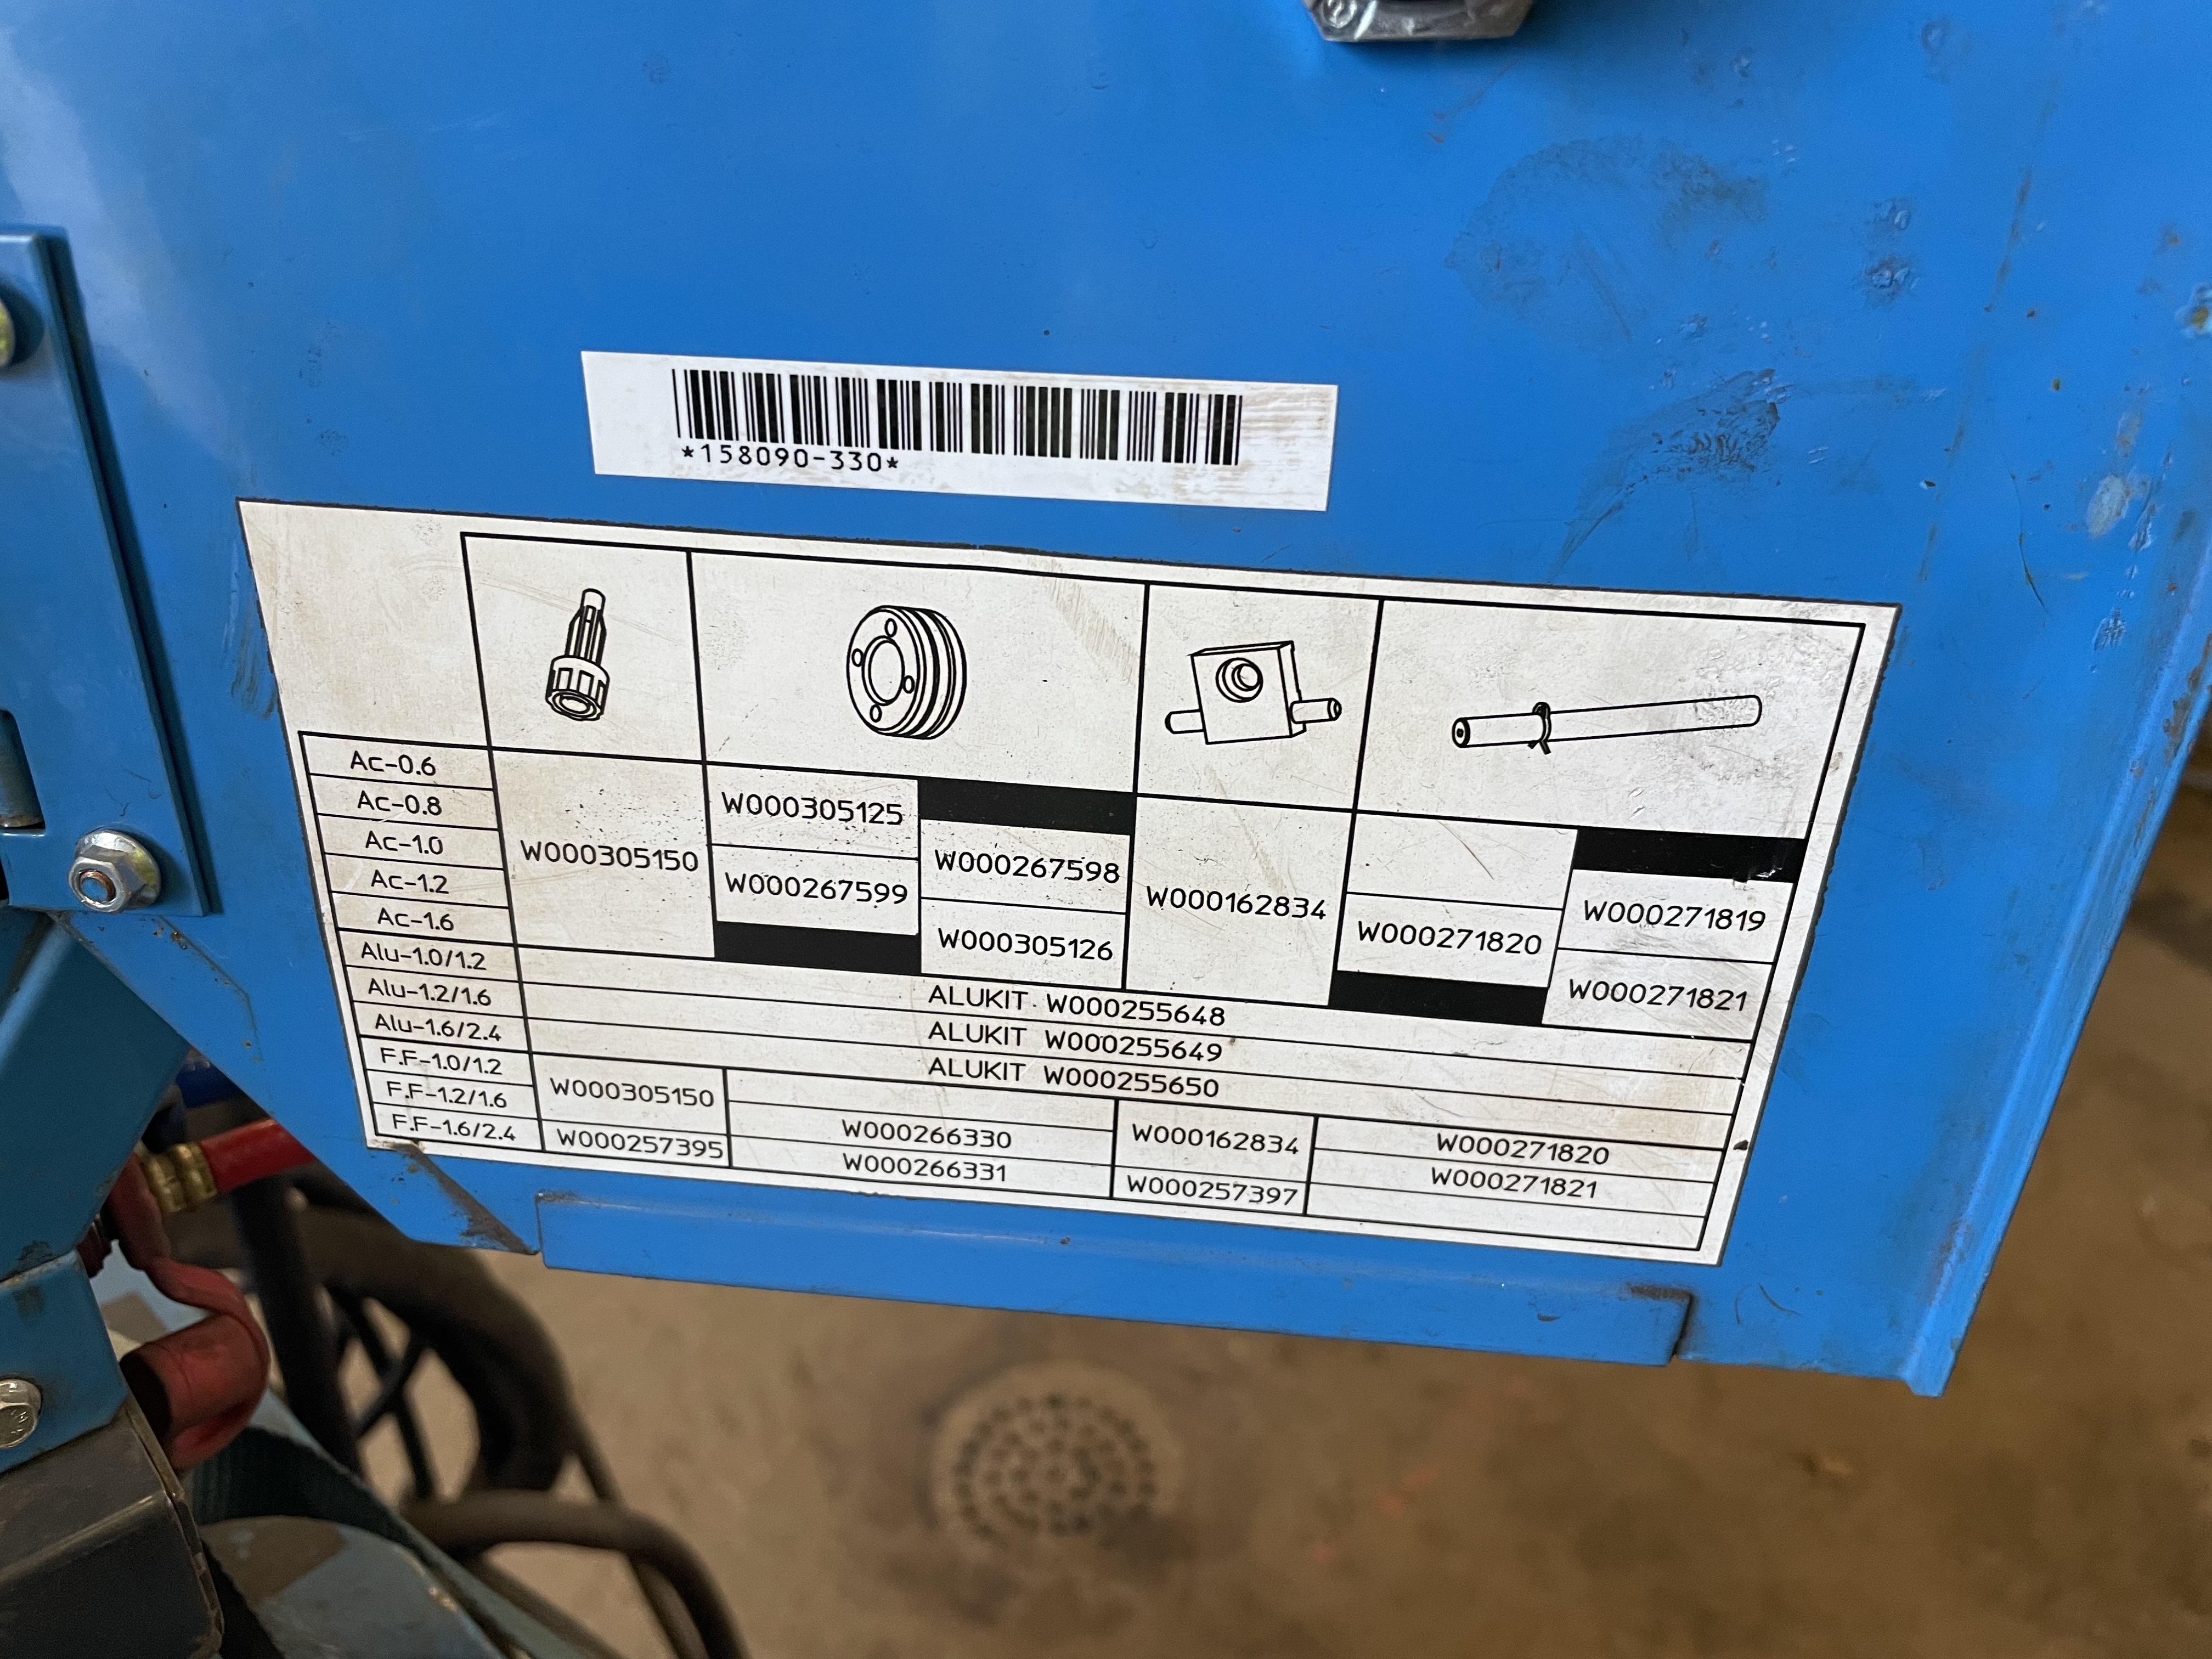 *158090-330*
Ac-0.6
Ac-0.8
Ac-1.0
Ac-1.2
Ac-1.6
W000305150
W000305125
W000267599
W000267598
W000305126
W000162834
W000271820
W000271819
W000271821
Alu-1.0/1.2 ALUKIT W000255648
Alu-1.2/1.6 ALUKIT W000255649
Alu-1.6/2.4 ALUKIT W000255650
F.F-1.0/1.2
F.F-1.2/1.6
F.F-1.6/2.4
W000305150
W000257395
W000266330
W000266331
W000162834
W000257397
W000271820
W000271821